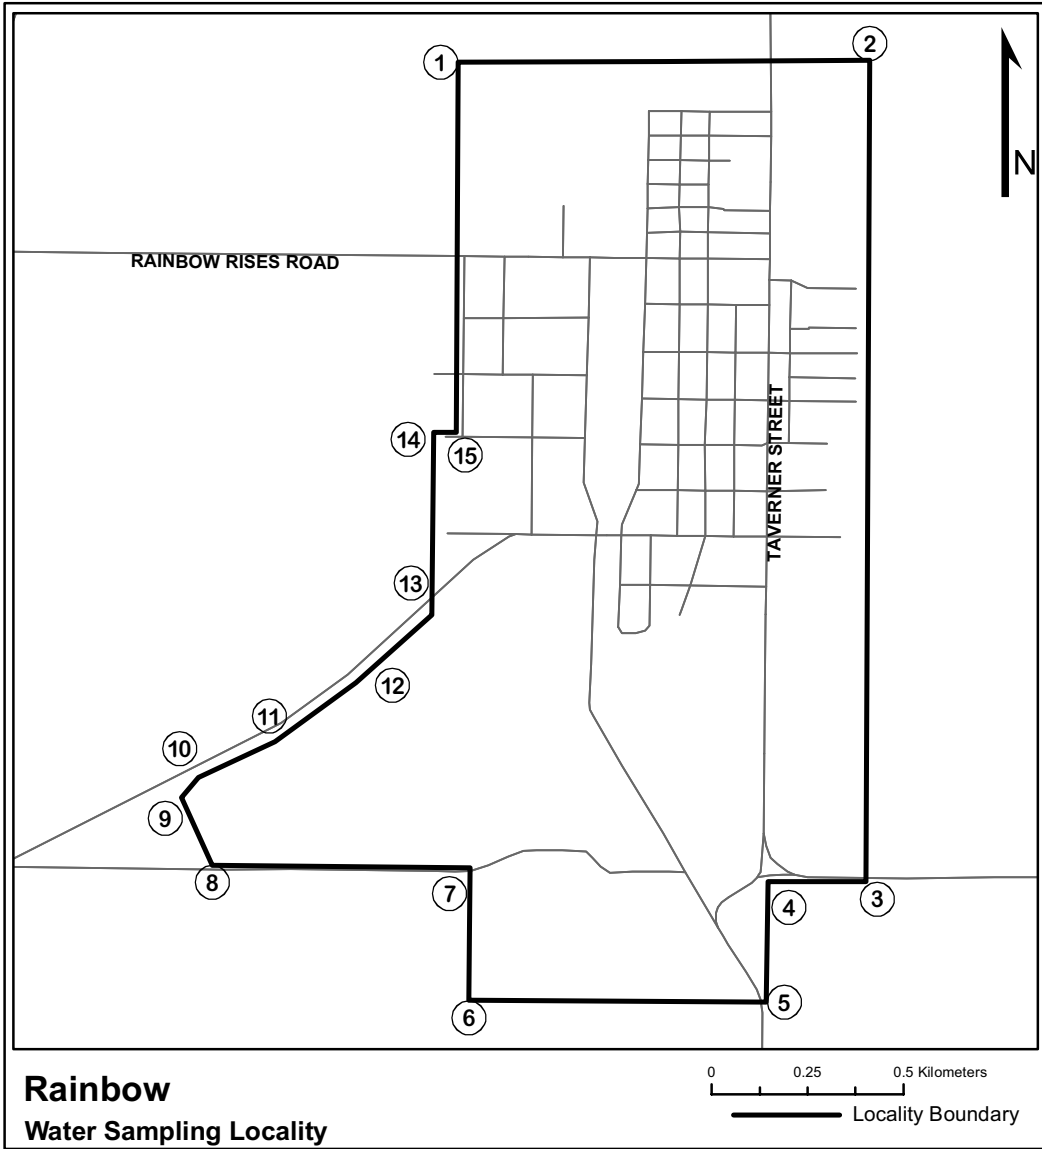 1
2
N
RAINBOW RISES ROAD
TAVERNER STREET
14
15
13
12
11
10
9
8
7
4
3
6
5
Rainbow
Water Sampling Locality
0 0.25 0.5 Kilometers
Locality Boundary